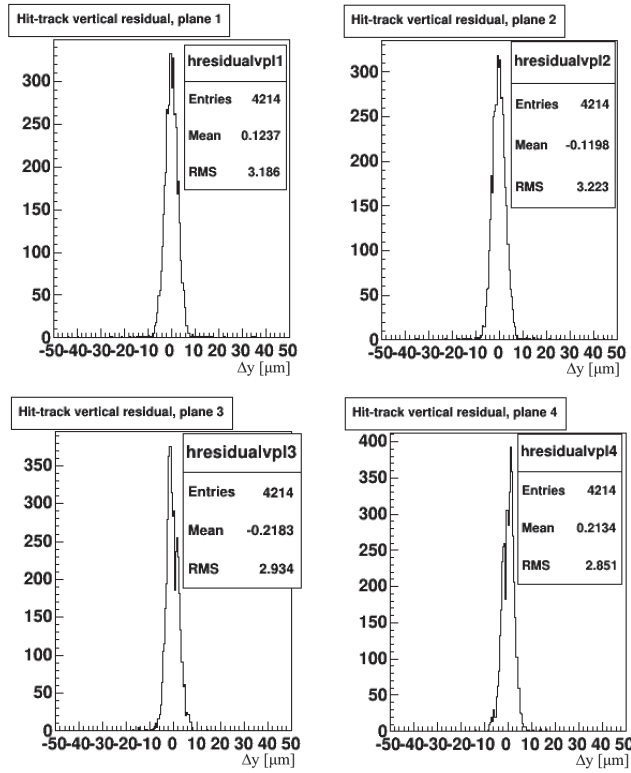 Hit-track vertical residual, plane 1
hresidualvpl1
Entries 4214
Mean 0.1237
RMS 3.186
300
250
200
150
100
50
0
-50-40-30-20-10 0 10 20 30 40 50
Δy [μm]
Hit-track vertical residual, plane 2
hresidualvpl2
Entries 4214
Mean -0.1198
RMS 3.223
300
250
200
150
100
50
0
-50-40-30-20-10 0 10 20 30 40 50
Δy [μm]
Hit-track vertical residual, plane 3
hresidualvpl3
Entries 4214
Mean -0.2183
RMS 2.934
350
300
250
200
150
100
50
0
-50-40-30-20-10 0 10 20 30 40 50
Δy [μm]
Hit-track vertical residual, plane 4
hresidualvpl4
Entries 4214
Mean 0.2134
RMS 2.851
400
350
300
250
200
150
100
50
0
-50-40-30-20-10 0 10 20 30 40 50
Δy [μm]